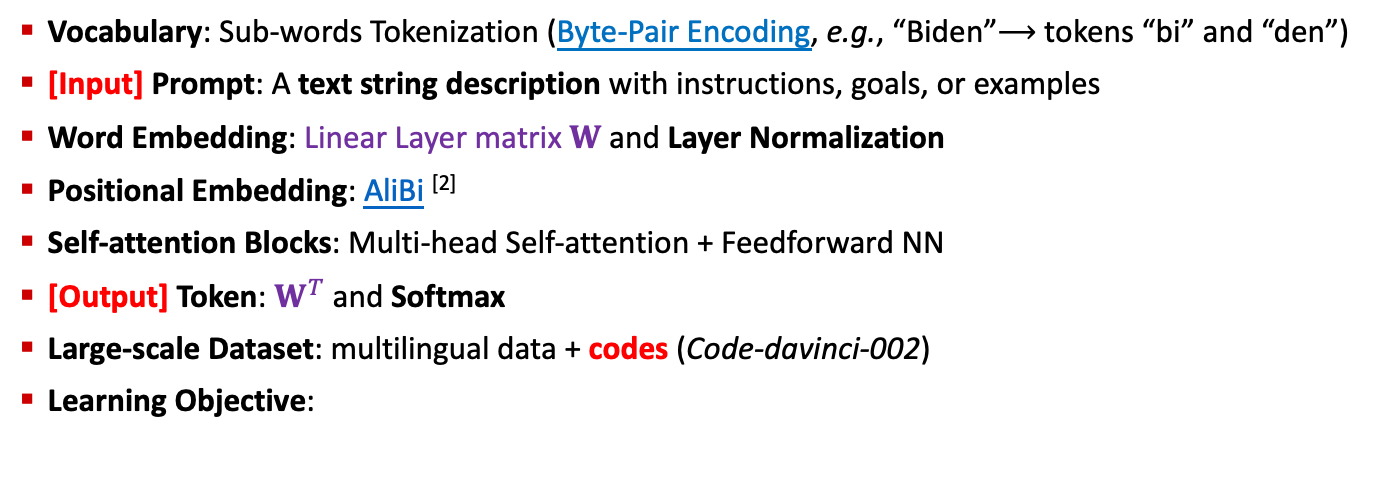 ▪ Vocabulary: Sub-words Tokenization (Byte-Pair Encoding, e.g., “Biden”⟶ tokens “bi” and “den”)
▪ [Input] Prompt: A text string description with instructions, goals, or examples
▪ Word Embedding: Linear Layer matrix W and Layer Normalization
▪ Positional Embedding: AliBi [2]
▪ Self-attention Blocks: Multi-head Self-attention + Feedforward NN
▪ [Output] Token: W^T and Softmax
▪ Large-scale Dataset: multilingual data + codes (Code-davinci-002)
▪ Learning Objective: